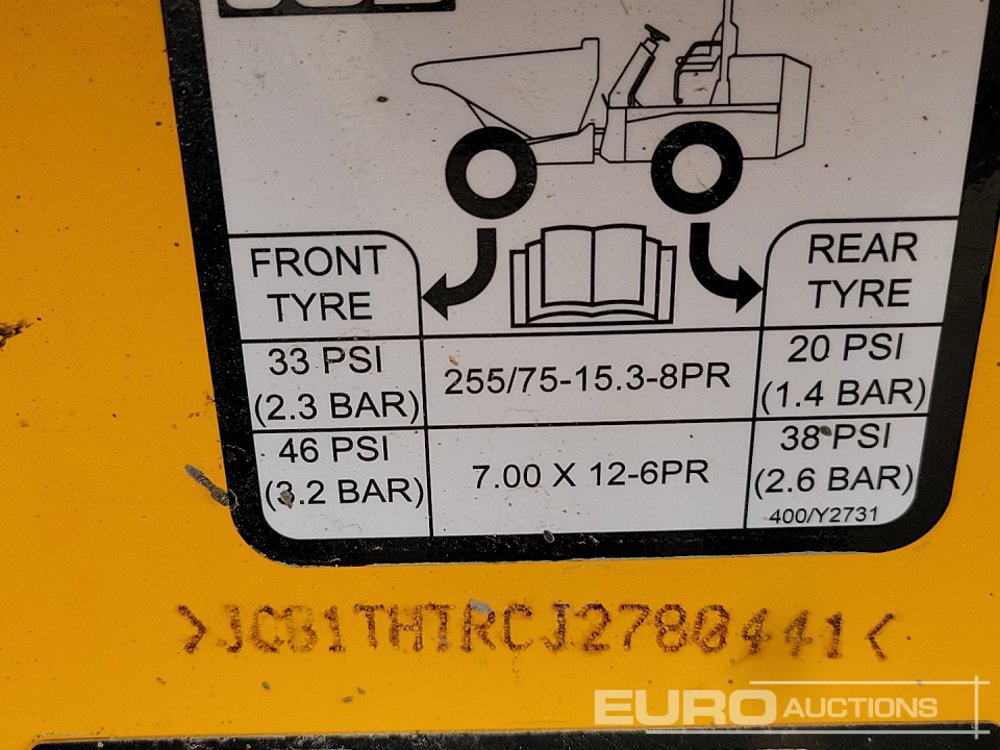 FRONT
TYRE
REAR
TYRE
33 PSI
(2.3 BAR)
255/75-15.3-8PR
20 PSI
(1.4 BAR)
46 PSI
(3.2 BAR)
7.00 X 12-6PR
38 PSI
(2.6 BAR)
400/Y2731
>JCB1THTRCJ2780441<
EURO AUCTIONS